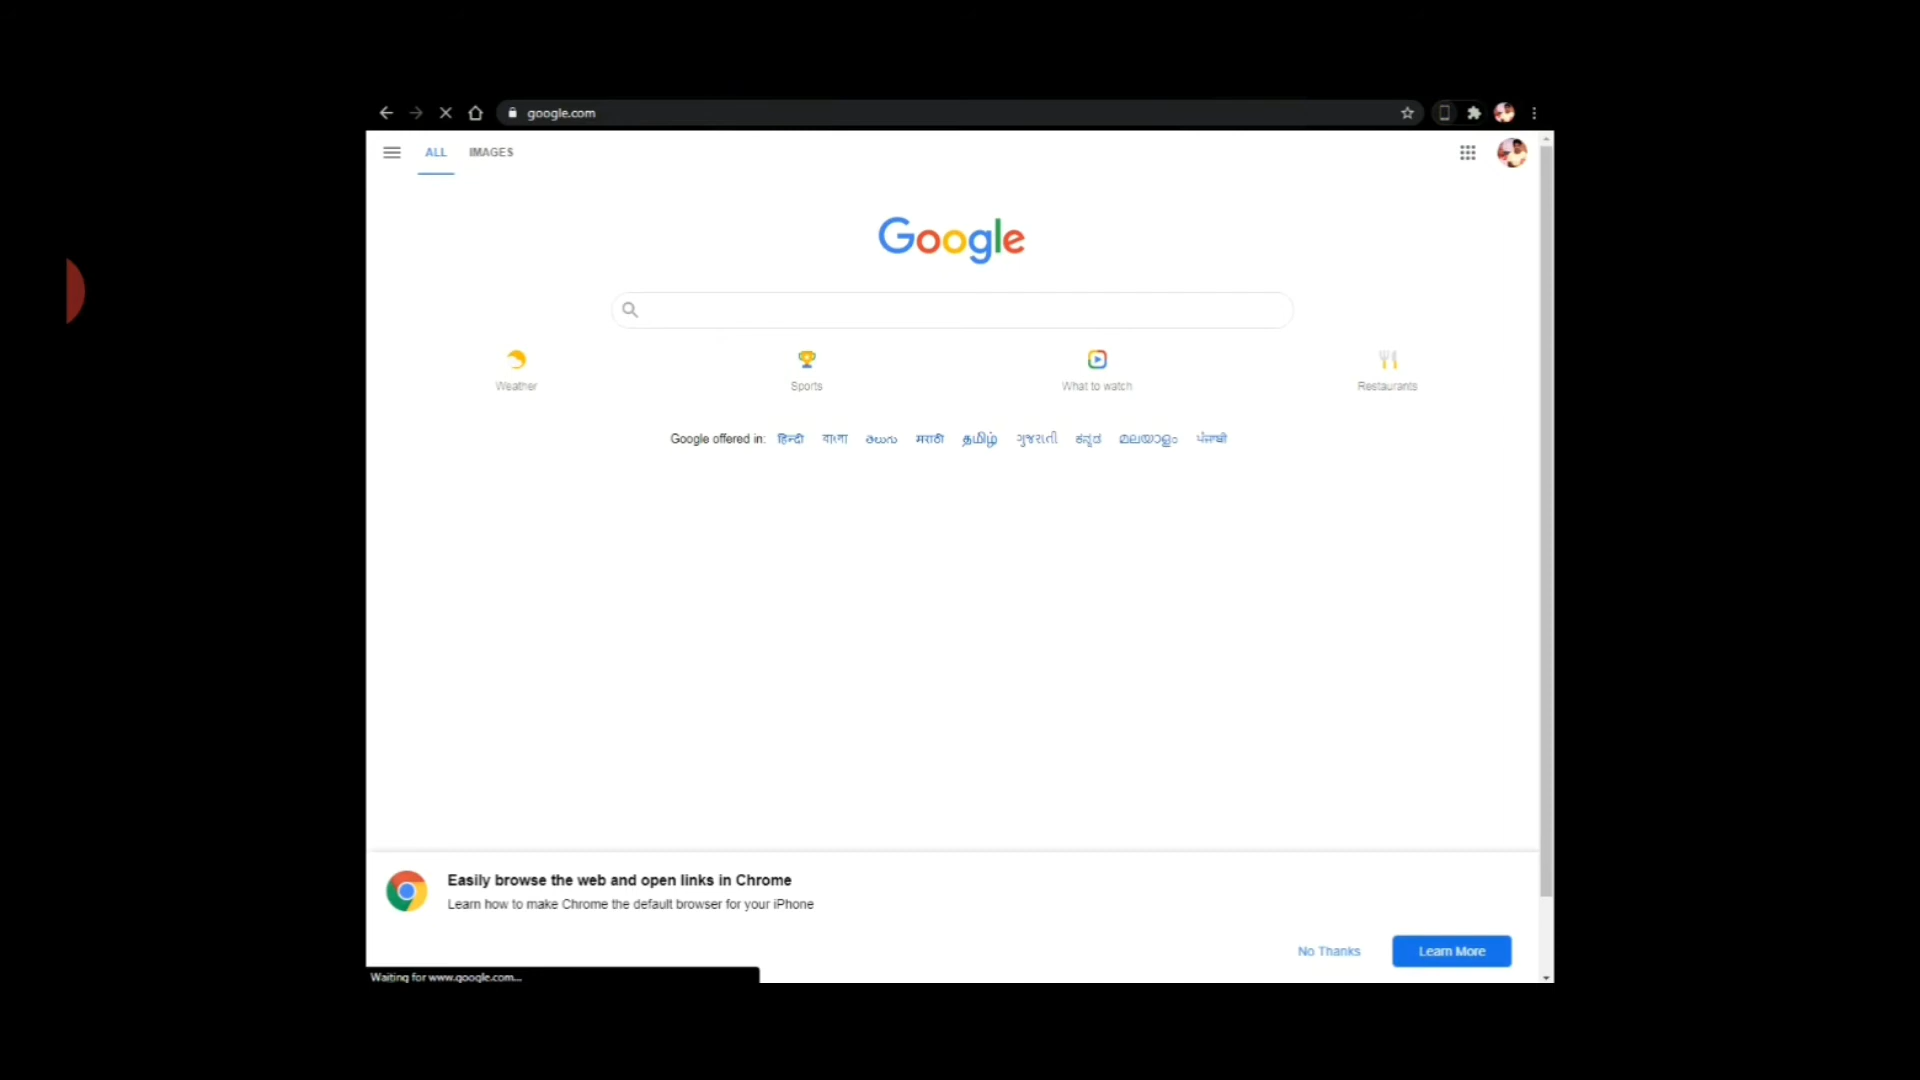 google.com
ALL IMAGES
Google
Weather Sports What to watch Restaurants
Google offered in: हिन्दी বাংলা తెలుగు मराठी தமிழ் ગુજરાતી ಕನ್ನಡ മലയാളം ਪੰਜਾਬੀ
Easily browse the web and open links in Chrome
Learn how to make Chrome the default browser for your iPhone
No Thanks Learn More
Waiting for www.google.com...